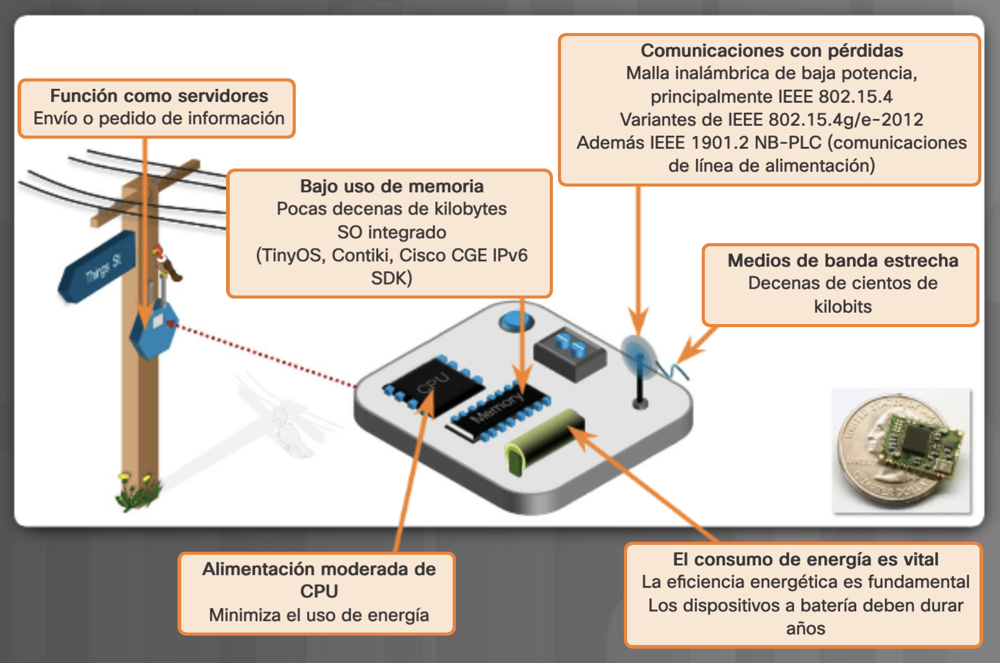 Comunicaciones con pérdidas
Malla inalámbrica de baja potencia,
principalmente IEEE 802.15.4
Variantes de IEEE 802.15.4g/e-2012
Además IEEE 1901.2 NB-PLC (comunicaciones
de línea de alimentación)
Función como servidores
Envío o pedido de información
Bajo uso de memoria
Pocas decenas de kilobytes
SO integrado
(TinyOS, Contiki, Cisco CGE IPv6
SDK)
Medios de banda estrecha
Decenas de cientos de
kilobits
Things St
CPU
Memory
QUARTER DOLLAR
Alimentación moderada de
CPU
Minimiza el uso de energía
El consumo de energía es vital
La eficiencia energética es fundamental
Los dispositivos a batería deben durar
años